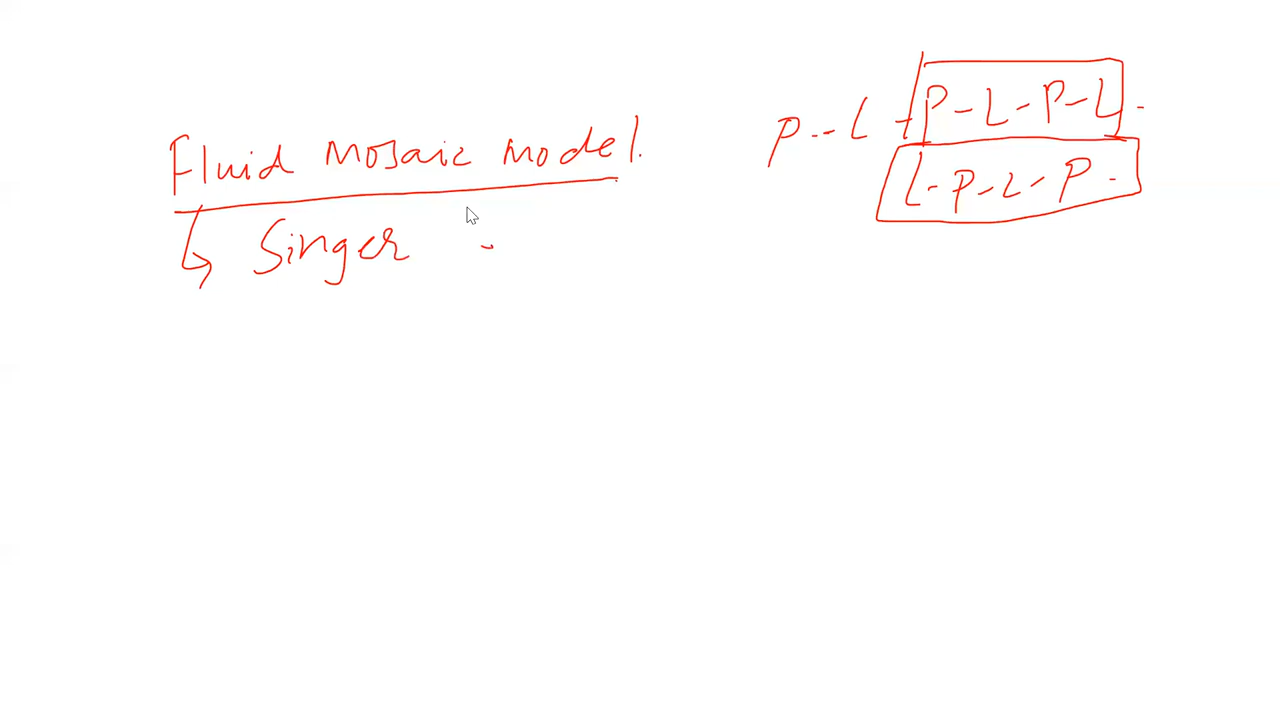 Fluid Mosaic Model.
Singer -
P -- L - P - L - P - L -
L - P - L - P -